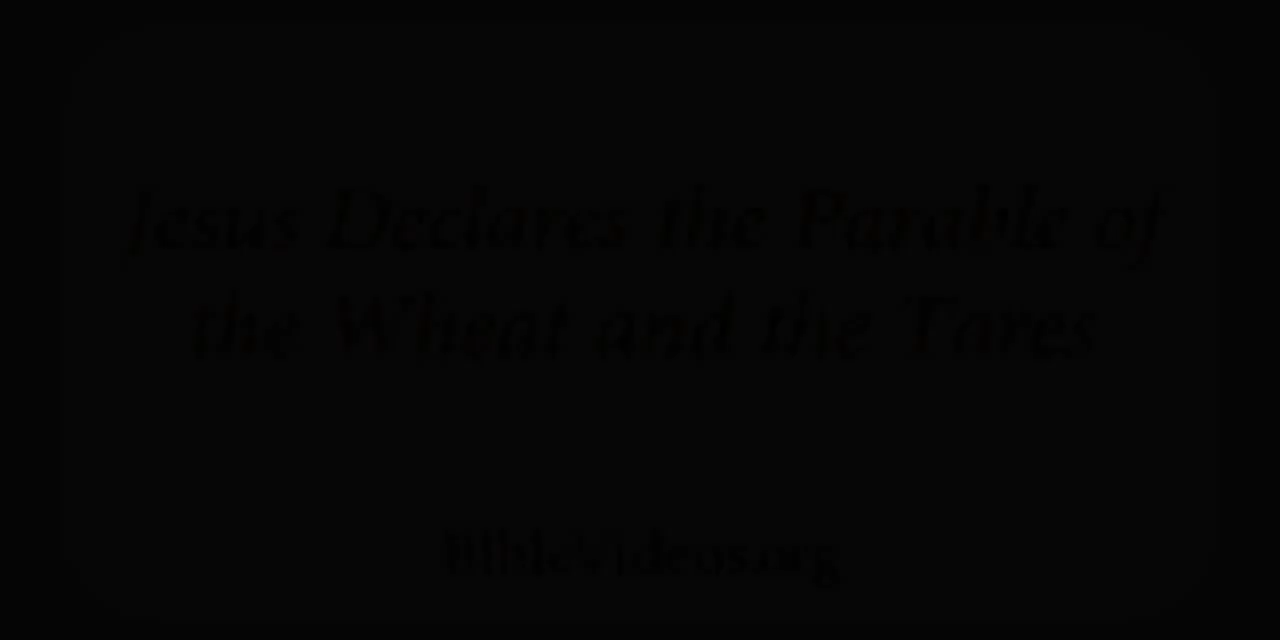 Jesus Declares the Parable of
the Wheat and the Tares
BibleVideos.org